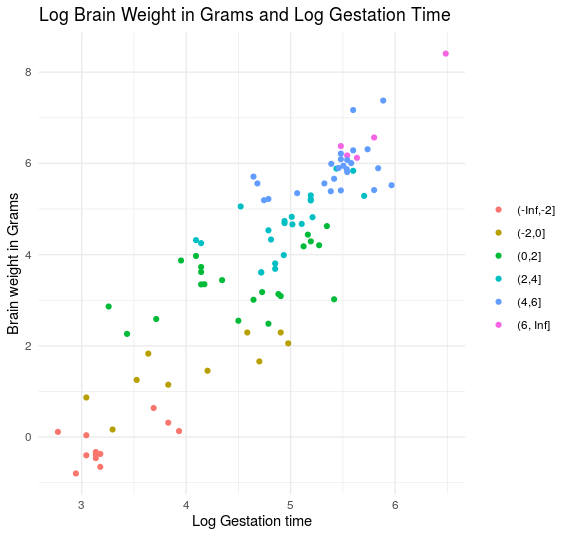 Log Brain Weight in Grams and Log Gestation Time
Brain weight in Grams
8
6
4
2
0
3
4
5
6
Log Gestation time
(-Inf,-2]
(-2,0]
(0,2]
(2,4]
(4,6]
(6, Inf]